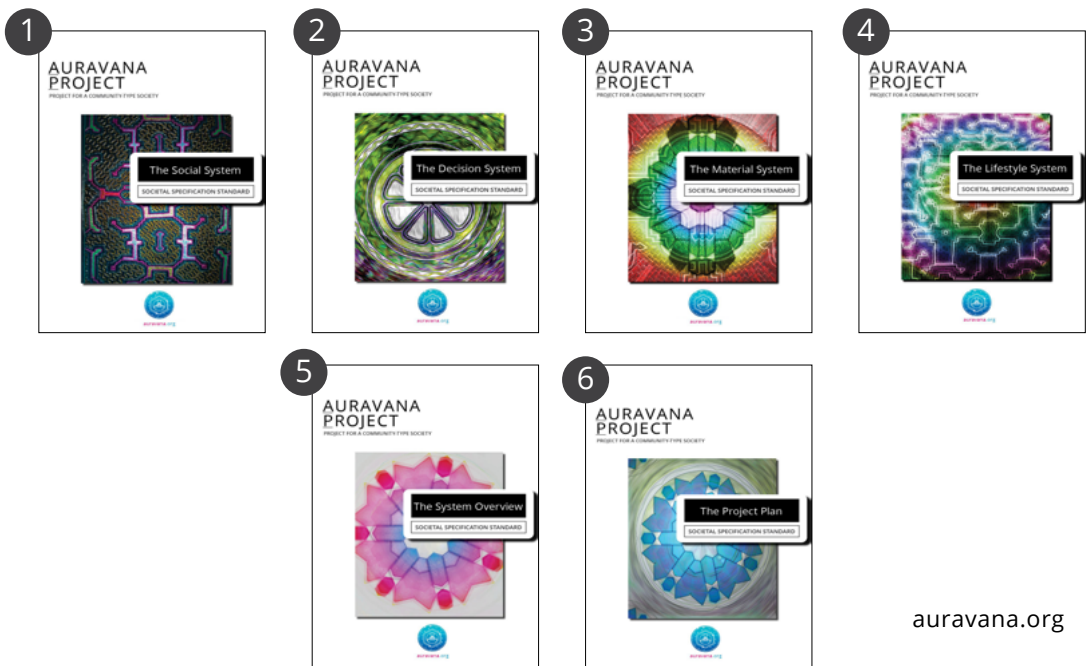 1
AURAVANA
PROJECT
PROJECT FOR A COMMUNITY-TYPE SOCIETY
The Social System
SOCIETAL SPECIFICATION STANDARD
auravana.org
2
AURAVANA
PROJECT
PROJECT FOR A COMMUNITY-TYPE SOCIETY
The Decision System
SOCIETAL SPECIFICATION STANDARD
auravana.org
3
AURAVANA
PROJECT
PROJECT FOR A COMMUNITY-TYPE SOCIETY
The Material System
SOCIETAL SPECIFICATION STANDARD
auravana.org
4
AURAVANA
PROJECT
PROJECT FOR A COMMUNITY-TYPE SOCIETY
The Lifestyle System
SOCIETAL SPECIFICATION STANDARD
auravana.org
5
AURAVANA
PROJECT
PROJECT FOR A COMMUNITY-TYPE SOCIETY
The System Overview
SOCIETAL SPECIFICATION STANDARD
auravana.org
6
AURAVANA
PROJECT
PROJECT FOR A COMMUNITY-TYPE SOCIETY
The Project Plan
SOCIETAL SPECIFICATION STANDARD
auravana.org
auravana.org